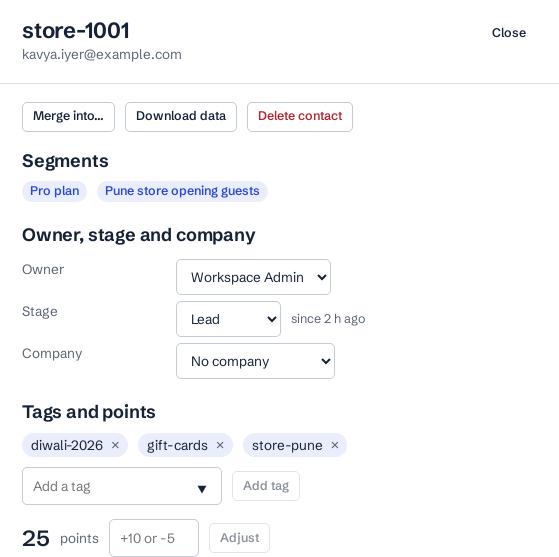 store-1001
Close
kavya.iyer@example.com
Merge into... Download data Delete contact
Segments
Pro plan Pune store opening guests
Owner, stage and company
Owner Workspace Admin
Stage Lead since 2 h ago
Company No company
Tags and points
diwali-2026 × gift-cards × store-pune ×
Add a tag Add tag
25 points +10 or -5 Adjust